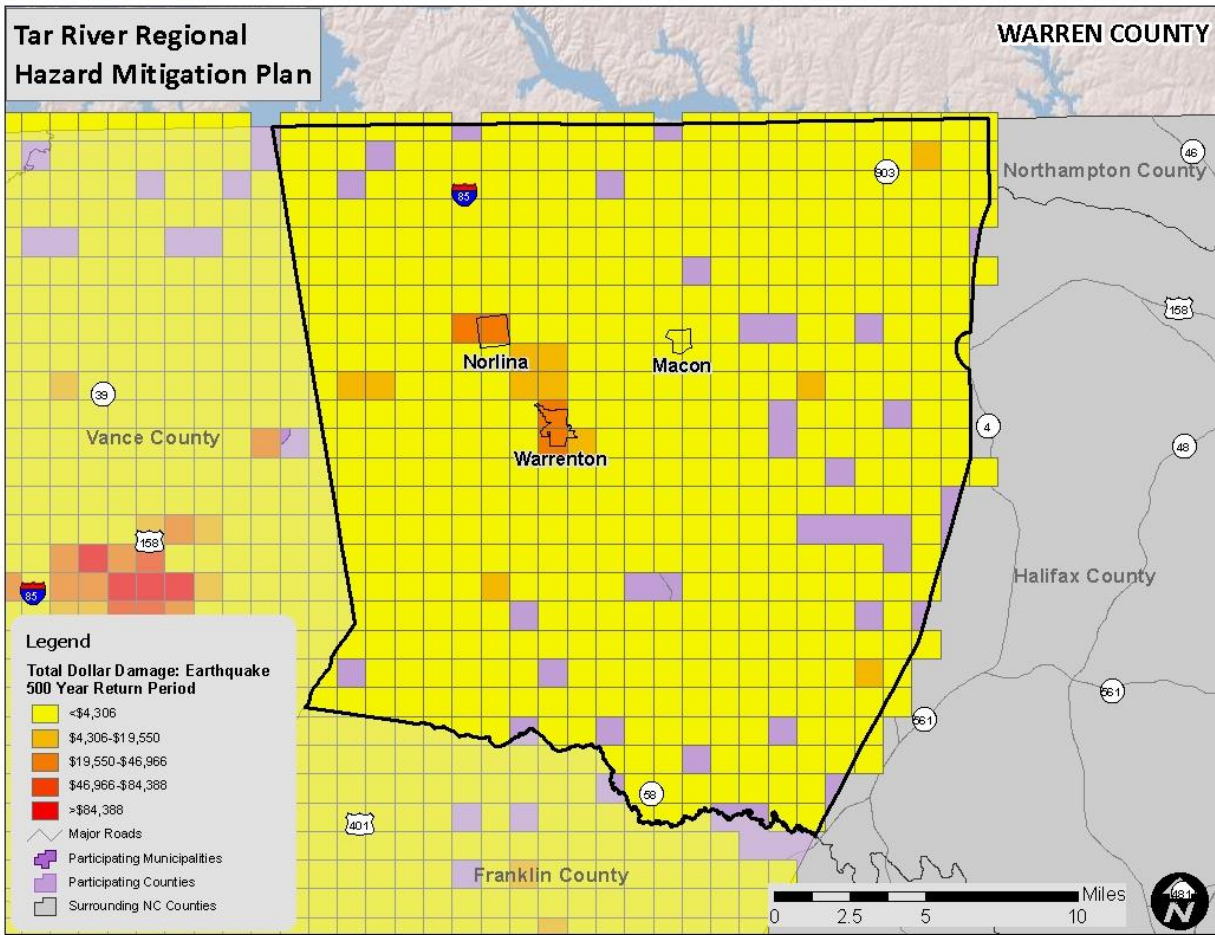 Tar River Regional
Hazard Mitigation Plan
WARREN COUNTY
46
Northampton County
903
85
158
Norlina
Macon
39
Vance County
4
48
Warrenton
158
85
Halifax County
561
561
58
401
Franklin County
Legend
Total Dollar Damage: Earthquake
500 Year Return Period
<$4,306
$4,306-$19,550
$19,550-$46,966
$46,966-$84,388
>$84,388
Major Roads
Participating Municipalities
Participating Counties
Surrounding NC Counties
Miles
0 2.5 5 10
481
N